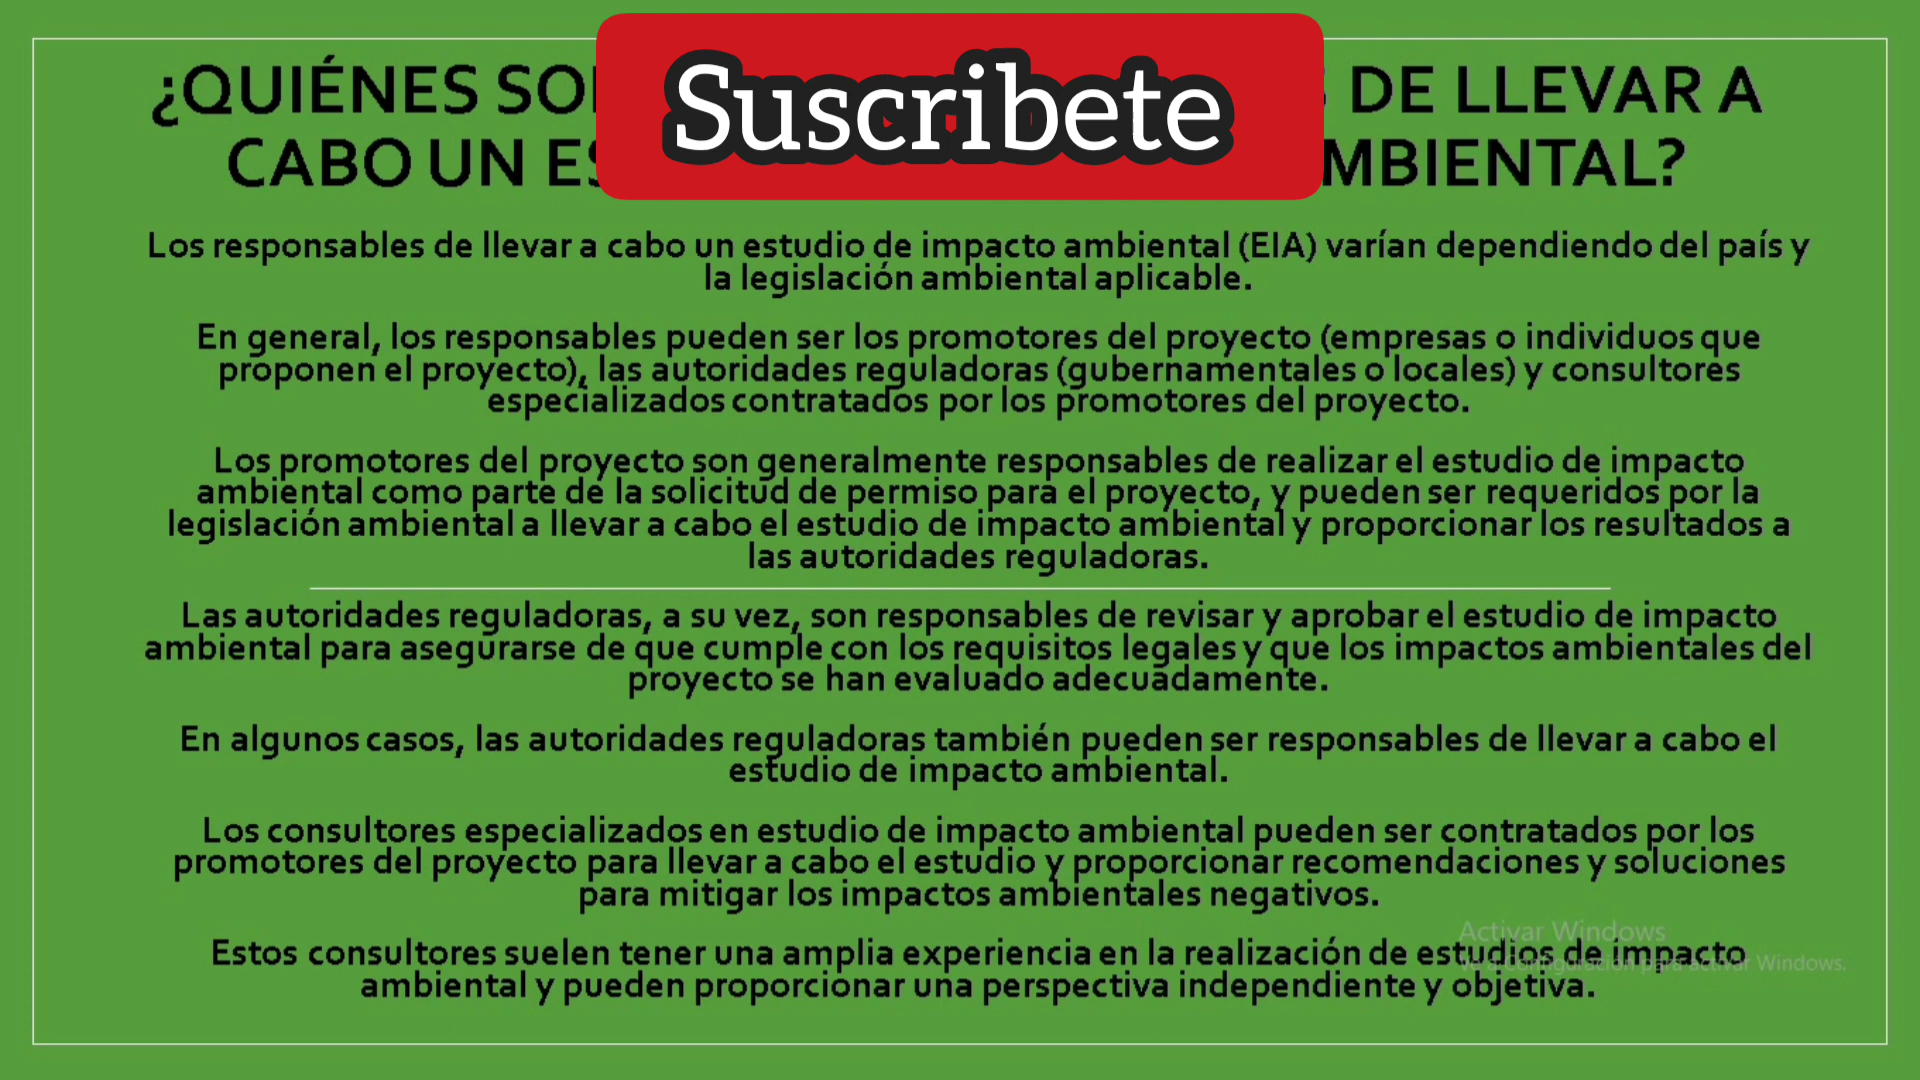 ¿QUIÉNES
Suscribete
DE LLEVAR A
CABO UN
Los responsables de llevar a cabo un estudio de impacto ambiental (EIA) varían dependiendo del país y
la legislación ambiental aplicable.
En general, los responsables pueden ser los promotores del proyecto (empresas o individuos que
proponen el proyecto), las autoridades reguladoras (gubernamentales o locales) y consultores
especializados contratados por los promotores del proyecto.
Los promotores del proyecto son generalmente responsables de realizar el estudio de impacto
ambiental como parte de la solicitud de permiso para el proyecto, y pueden ser requeridos por la
legislación ambiental a llevar a cabo el estudio de impacto ambiental y proporcionar los resultados a
las autoridades reguladoras.
Las autoridades reguladoras, a su vez, son responsables de revisar y aprobar el estudio de impacto
ambiental para asegurarse de que cumple con los requisitos legales y que los impactos ambientales del
proyecto se han evaluado adecuadamente.
En algunos casos, las autoridades reguladoras también pueden ser responsables de llevar a cabo el
estudio de impacto ambiental.
Los consultores especializados en estudio de impacto ambiental pueden ser contratados por los
promotores del proyecto para llevar a cabo el estudio y proporcionar recomendaciones y soluciones
para mitigar los impactos ambientales negativos.
Estos consultores suelen tener una amplia experiencia en la realización de estudios de impacto
ambiental y pueden proporcionar una perspectiva independiente y objetiva.
Activar Windows
Ve a Configuración para activar Windows.